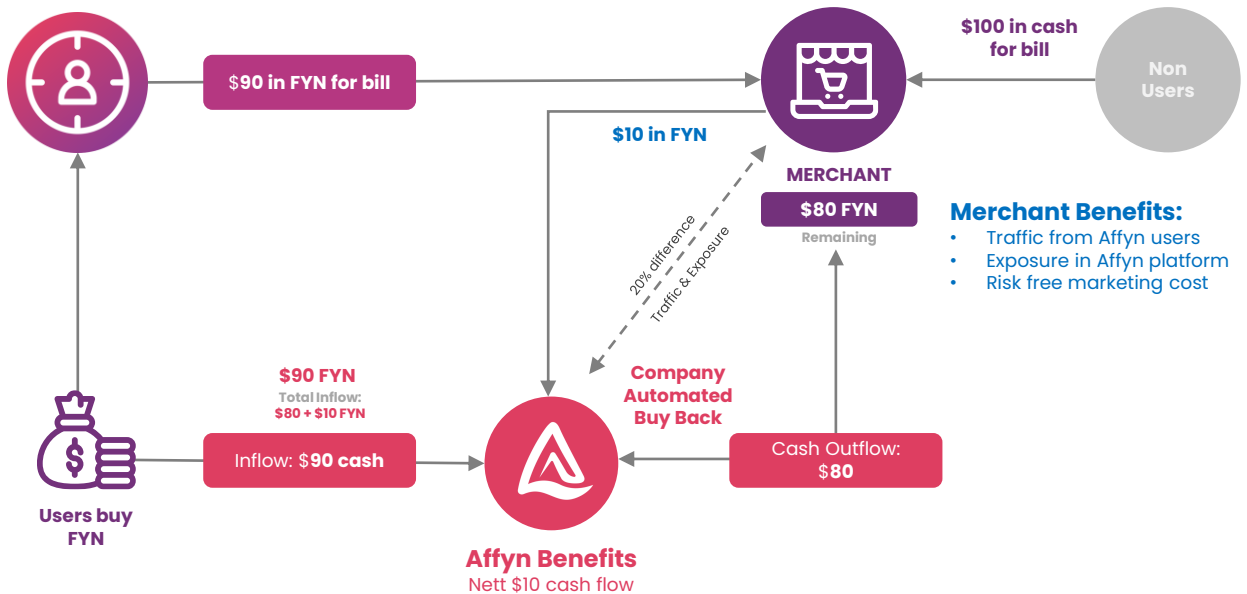 $100 in cash
for bill
Non
Users
$90 in FYN for bill
$10 in FYN
MERCHANT
$80 FYN
Remaining
Merchant Benefits:
• Traffic from Affyn users
• Exposure in Affyn platform
• Risk free marketing cost
20% difference
Traffic & Exposure
$90 FYN
Total Inflow:
$80 + $10 FYN
Company
Automated
Buy Back
$
Inflow: $90 cash
Cash Outflow:
$80
Users buy
FYN
Affyn Benefits
Nett $10 cash flow